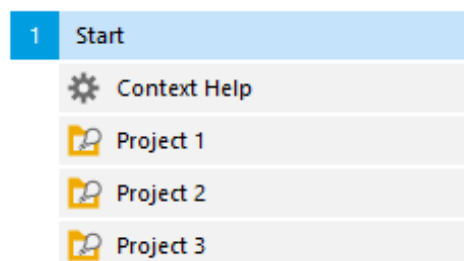 1 Start
Context Help
Project 1
Project 2
Project 3